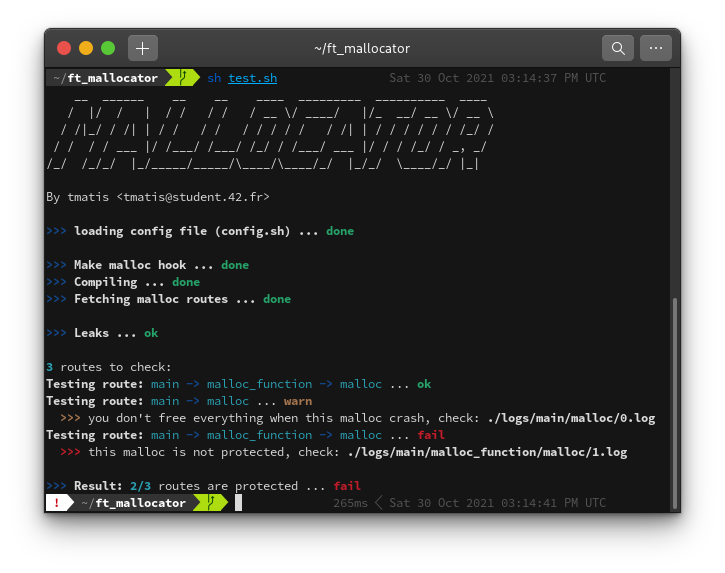 ~/ft_mallocator
~/ft_mallocator sh test.sh Sat 30 Oct 2021 03:14:37 PM UTC
MALLOCATOR
By tmatis <tmatis@student.42.fr>
>>> loading config file (config.sh) ... done
>>> Make malloc hook ... done
>>> Compiling ... done
>>> Fetching malloc routes ... done
>>> Leaks ... ok
3 routes to check:
Testing route: main -> malloc_function -> malloc ... ok
Testing route: main -> malloc ... warn
>>> you don't free everything when this malloc crash, check: ./logs/main/malloc/0.log
Testing route: main -> malloc_function -> malloc ... fail
>>> this malloc is not protected, check: ./logs/main/malloc_function/malloc/1.log
>>> Result: 2/3 routes are protected ... fail
! ~/ft_mallocator 265ms < Sat 30 Oct 2021 03:14:41 PM UTC